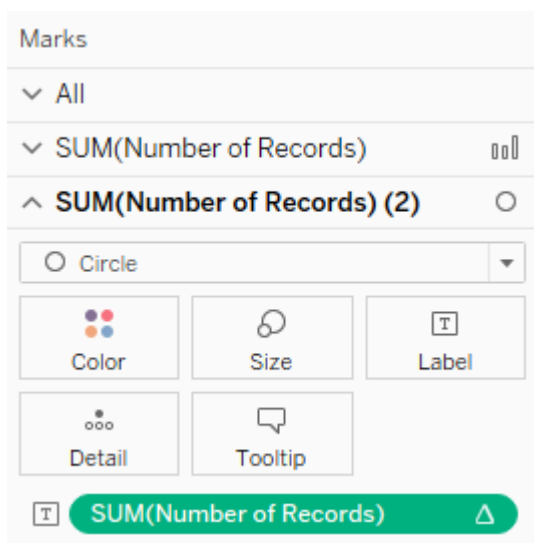 Marks
All
SUM(Number of Records)
SUM(Number of Records) (2)
Circle
Color Size T Label
Detail Tooltip
T SUM(Number of Records) Δ